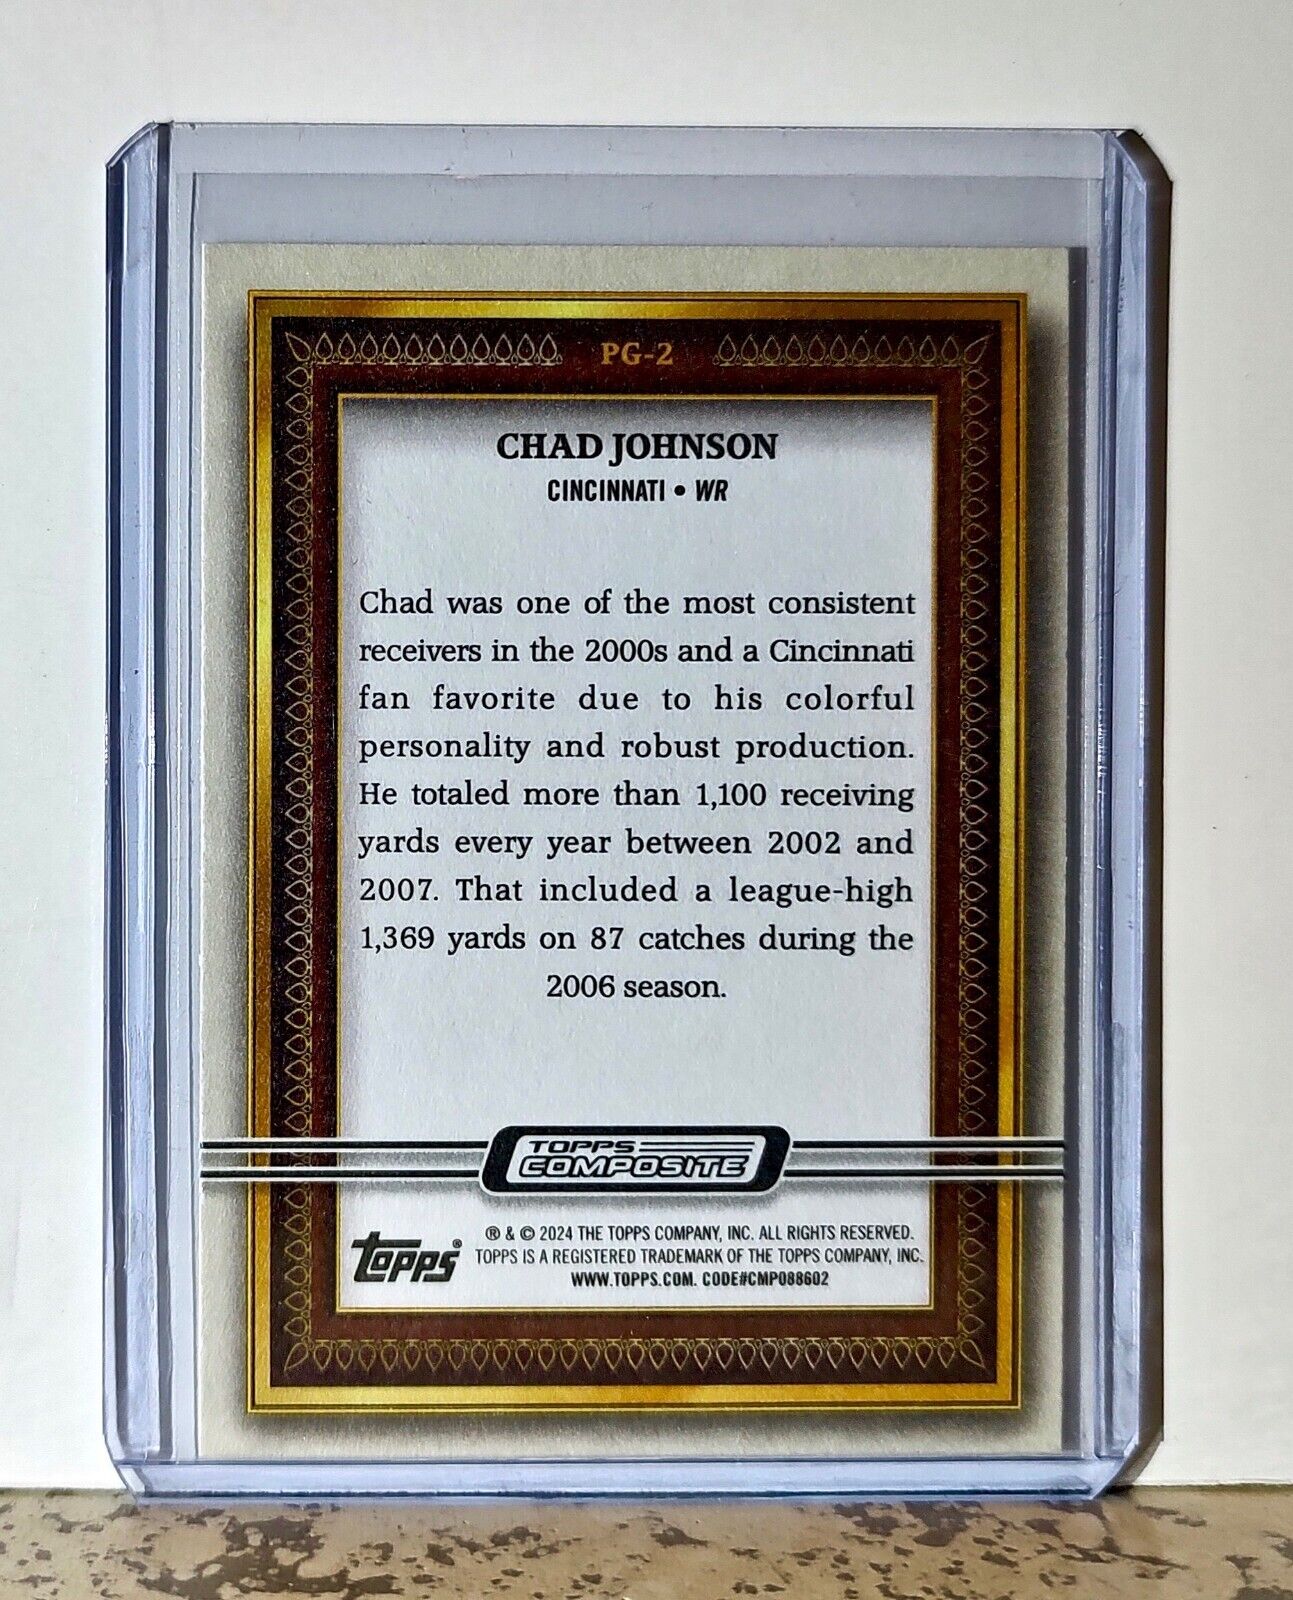 PG-2
CHAD JOHNSON
CINCINNATI • WR
Chad was one of the most consistent
receivers in the 2000s and a Cincinnati
fan favorite due to his colorful
personality and robust production.
He totaled more than 1,100 receiving
yards every year between 2002 and
2007. That included a league-high
1,369 yards on 87 catches during the
2006 season.
TOPPS
COMPOSITE
topps®
® & © 2024 THE TOPPS COMPANY, INC. ALL RIGHTS RESERVED.
TOPPS IS A REGISTERED TRADEMARK OF THE TOPPS COMPANY, INC.
WWW.TOPPS.COM. CODE#CMP088602